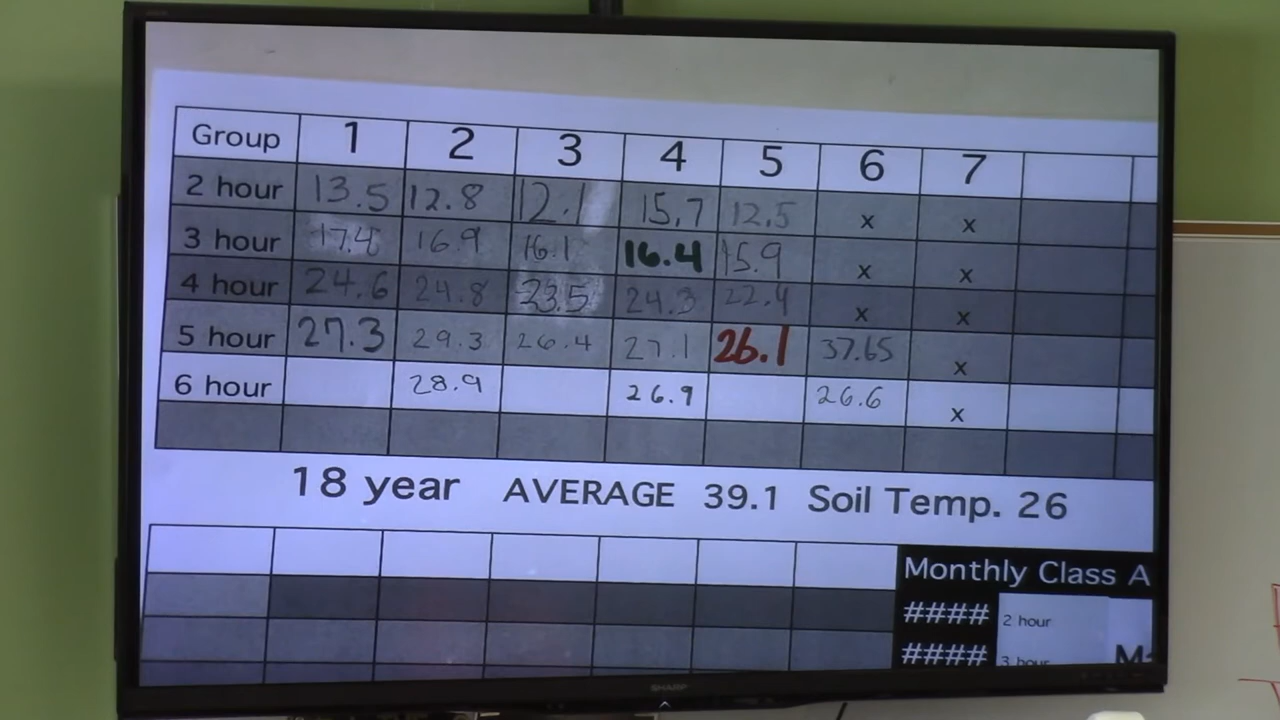 Group 1 2 3 4 5 6 7
2 hour 13.5 12.8 12.1 15.7 12.5 x x
3 hour 17.4 16.9 16.1 16.4 15.9 x x
4 hour 24.6 24.8 23.5 24.3 22.4 x x
5 hour 27.3 29.3 26.4 27.1 26.1 37.65 x
6 hour 28.9 26.9 26.6 x
18 year AVERAGE 39.1 Soil Temp. 26
Monthly Class A
#### 2 hour
#### 3 hour
SHARP